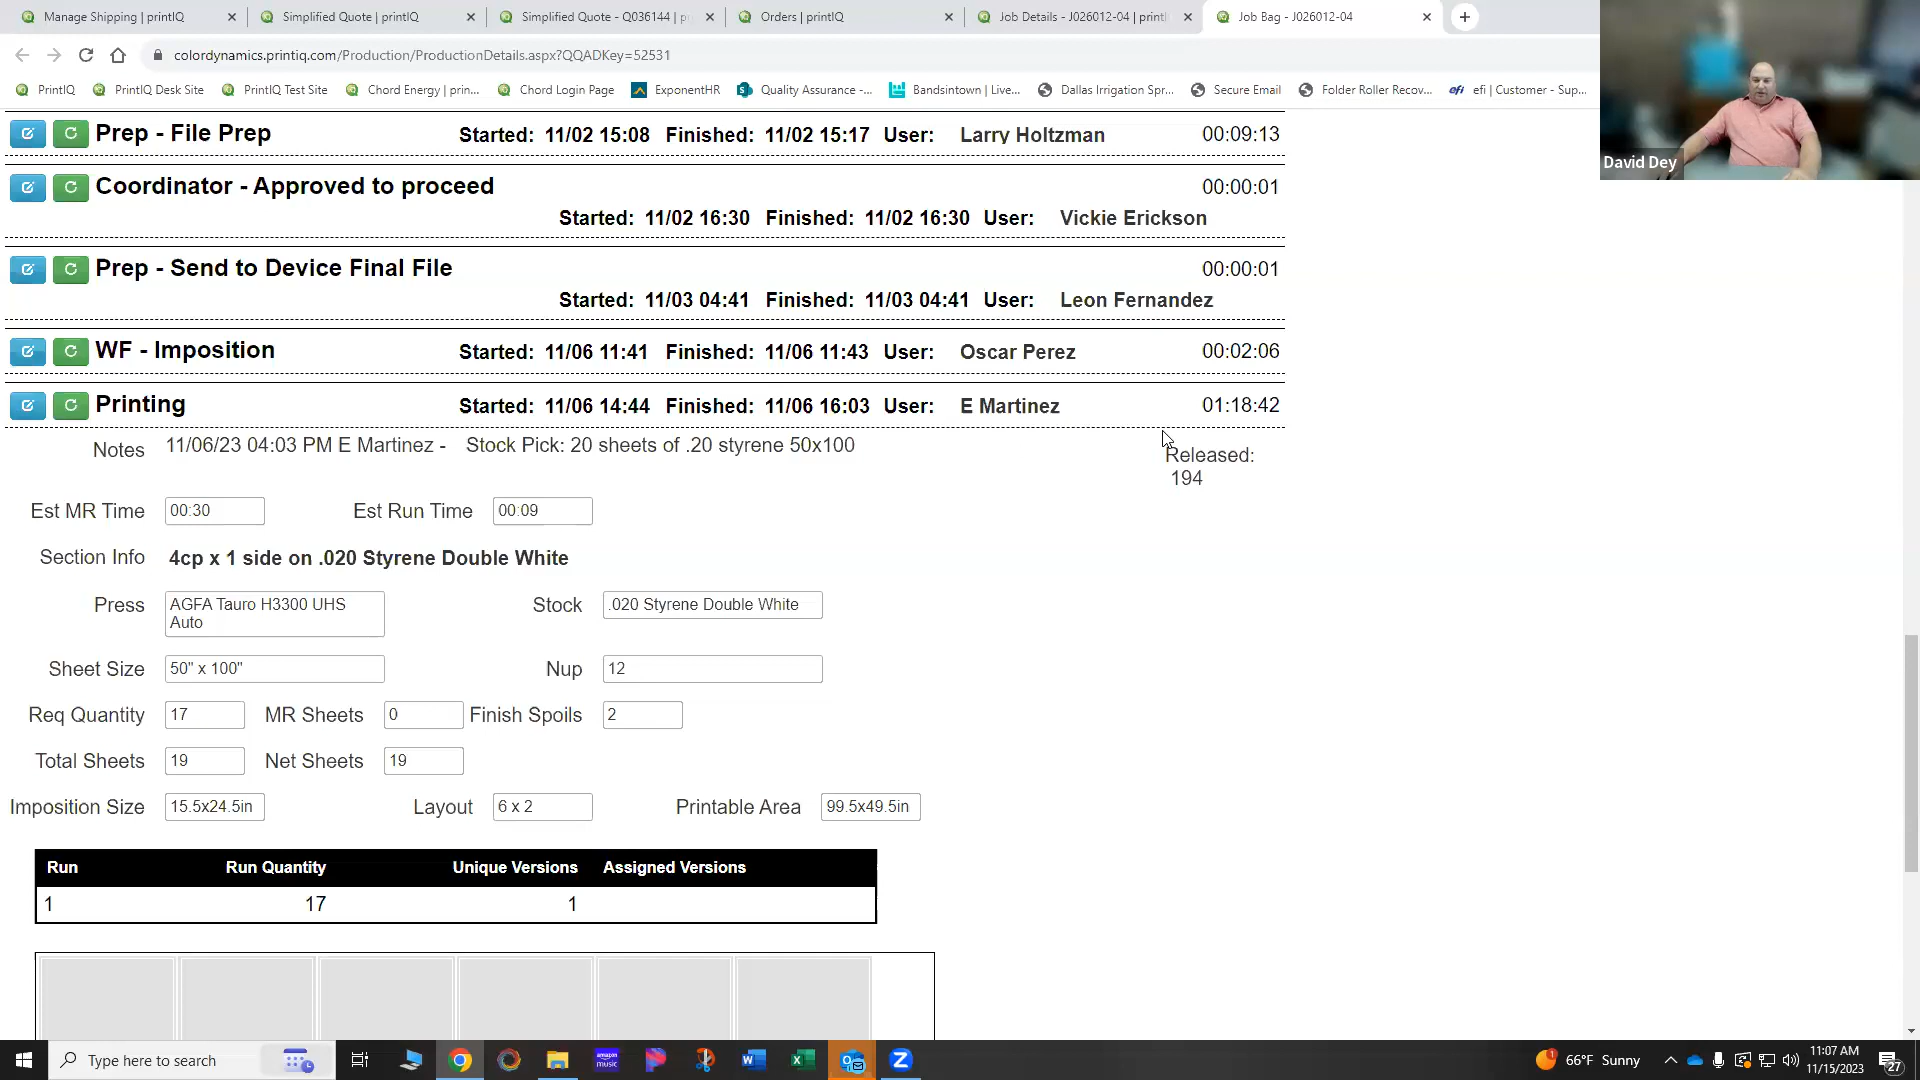 Manage Shipping | printIQ
Simplified Quote | printIQ
Simplified Quote - Q036144 | p
Orders | printIQ
Job Details - J026012-04 | print
Job Bag - J026012-04
colordynamics.printiq.com/Production/ProductionDetails.aspx?QQADKey=52531
PrintIQ
PrintIQ Desk Site
PrintIQ Test Site
Chord Energy | prin...
Chord Login Page
ExponentHR
Quality Assurance -...
Bandsintown | Live...
Dallas Irrigation Spr...
Secure Email
Folder Roller Recov...
efi efi | Customer - Sup...
David Dey
Prep - File Prep Started: 11/02 15:08 Finished: 11/02 15:17 User: Larry Holtzman 00:09:13
Coordinator - Approved to proceed 00:00:01
Started: 11/02 16:30 Finished: 11/02 16:30 User: Vickie Erickson
Prep - Send to Device Final File 00:00:01
Started: 11/03 04:41 Finished: 11/03 04:41 User: Leon Fernandez
WF - Imposition Started: 11/06 11:41 Finished: 11/06 11:43 User: Oscar Perez 00:02:06
Printing Started: 11/06 14:44 Finished: 11/06 16:03 User: E Martinez 01:18:42
Notes 11/06/23 04:03 PM E Martinez - Stock Pick: 20 sheets of .20 styrene 50x100
Released:
194
Est MR Time 00:30 Est Run Time 00:09
Section Info 4cp x 1 side on .020 Styrene Double White
Press AGFA Tauro H3300 UHS
Auto
Stock .020 Styrene Double White
Sheet Size 50" x 100" Nup 12
Req Quantity 17 MR Sheets 0 Finish Spoils 2
Total Sheets 19 Net Sheets 19
Imposition Size 15.5x24.5in Layout 6 x 2 Printable Area 99.5x49.5in
Run Run Quantity Unique Versions Assigned Versions
1 17 1
Type here to search
amazon
music
66°F Sunny
11:07 AM
11/15/2023
27